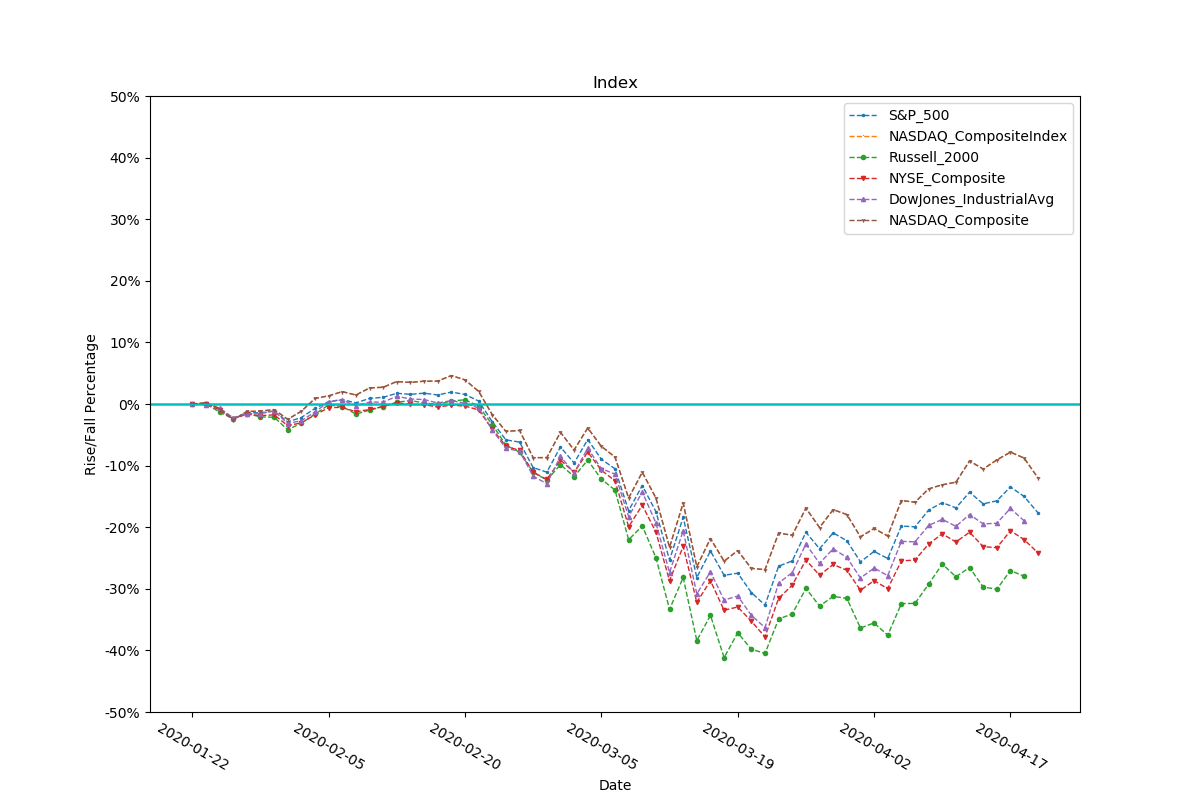 Index
50%
40%
30%
20%
10%
0%
-10%
-20%
-30%
-40%
-50%
Rise/Fall Percentage
S&P_500
NASDAQ_CompositeIndex
Russell_2000
NYSE_Composite
DowJones_IndustrialAvg
NASDAQ_Composite
2020-01-22
2020-02-05
2020-02-20
2020-03-05
2020-03-19
2020-04-02
2020-04-17
Date